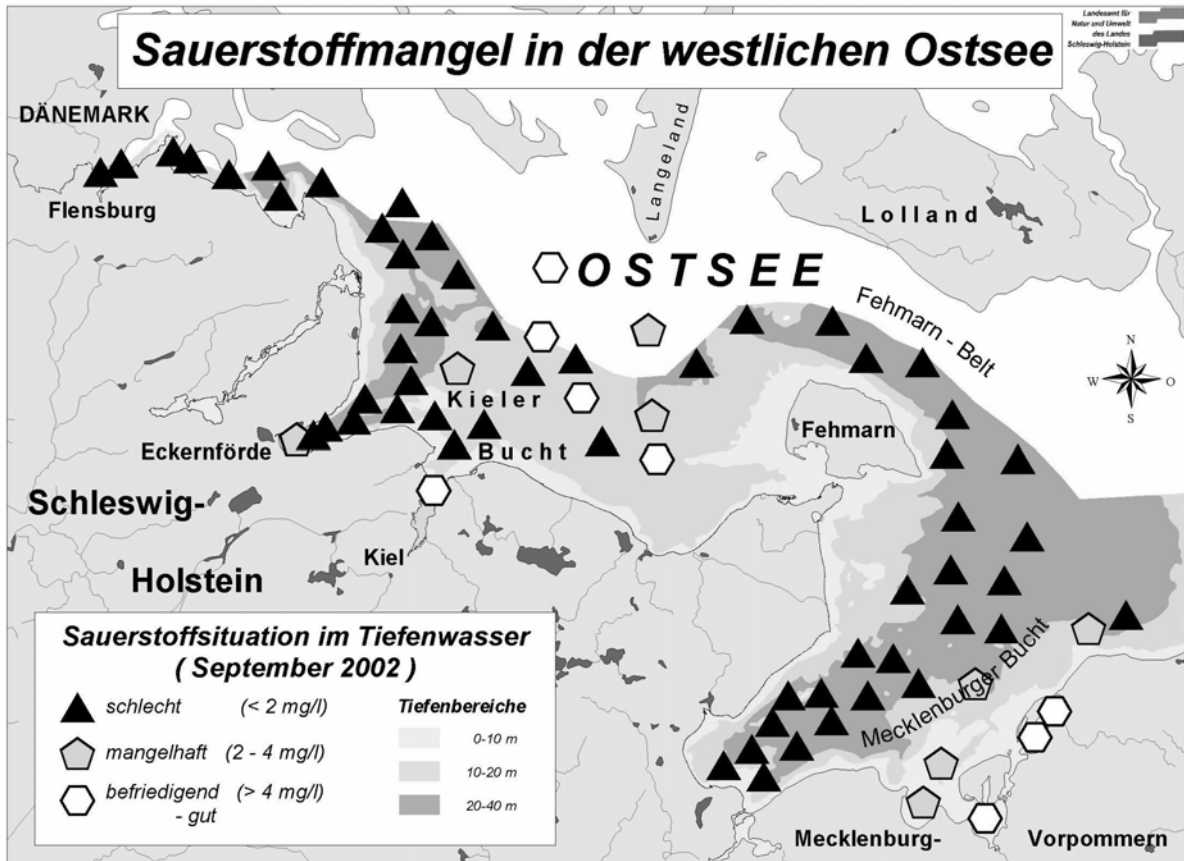 Sauerstoffmangel in der westlichen Ostsee
Landesamt für
Natur und Umwelt
des Landes
Schleswig-Holstein
DÄNEMARK
Flensburg
Langeland
Lolland
OSTSEE
Fehmarn - Belt
N
W O
S
Kieler
Bucht
Fehmarn
Eckernförde
Schleswig-
Holstein
Kiel
Mecklenburger Bucht
Mecklenburg-
Vorpommern
Sauerstoffsituation im Tiefenwasser
( September 2002 )
schlecht (< 2 mg/l)
mangelhaft (2 - 4 mg/l)
befriedigend (> 4 mg/l)
- gut
Tiefenbereiche
0-10 m
10-20 m
20-40 m